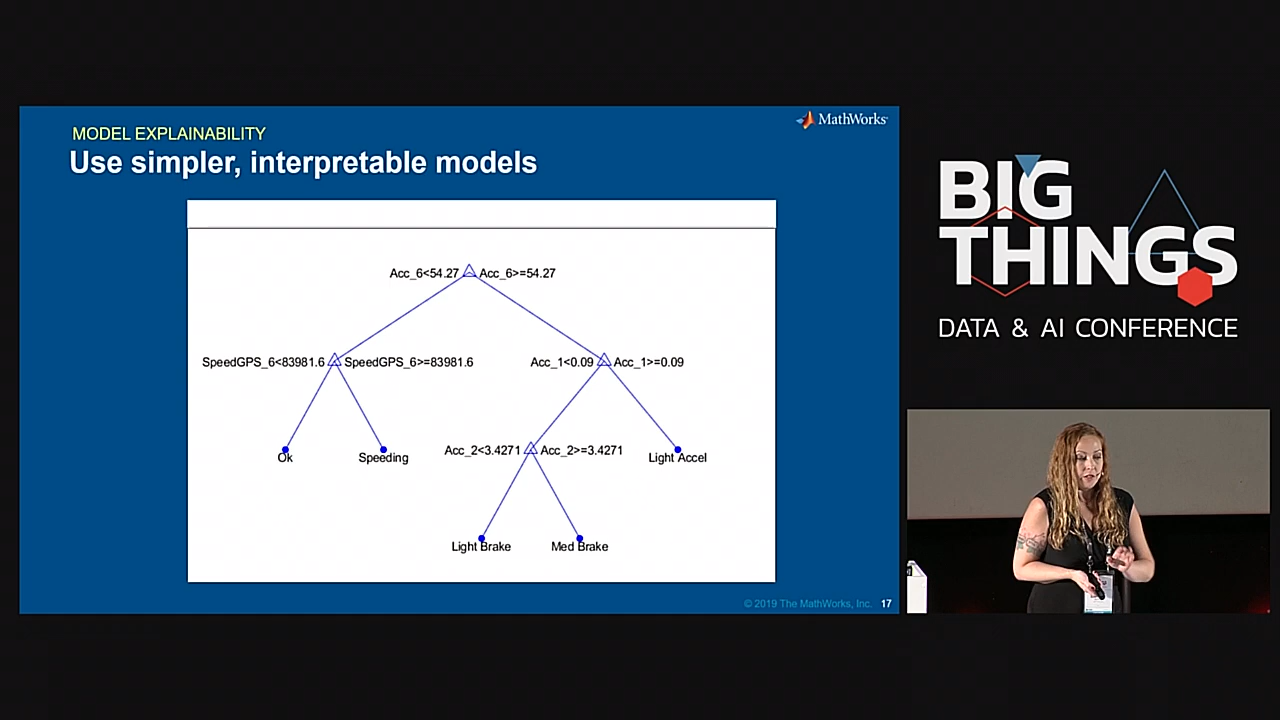 MODEL EXPLAINABILITY
MathWorks
Use simpler, interpretable models
Acc_6<54.27 Acc_6>=54.27
SpeedGPS_6<83981.6 SpeedGPS_6>=83981.6 Acc_1<0.09 Acc_1>=0.09
Ok Speeding Acc_2<3.4271 Acc_2>=3.4271 Light Accel
Light Brake Med Brake
© 2019 The MathWorks, Inc. 17
BIG
THINGS
DATA & AI CONFERENCE